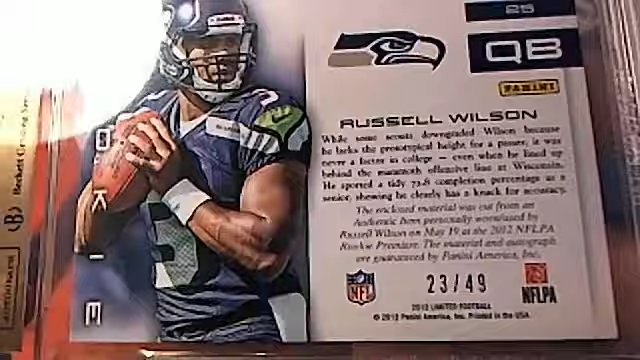 25
QB
PANINI
RUSSELL WILSON
While some scouts downgraded Wilson because
he lacks the prototypical height for a passer, it was
never a factor in college – even when he lined up
behind the mammoth offensive line at Wisconsin.
He sported a tidy 72.8 completion percentage as a
senior, showing he clearly has a knack for accuracy.
The enclosed material was cut from an
Authentic Item personally worn/used by
Russell Wilson on May 19 at the 2012 NFLPA
Rookie Premiere. The material and autograph
are guaranteed by Panini America, Inc.
23/49
NFL
NFLPA
2012 LIMITED FOOTBALL
© 2012 Panini America, Inc. Printed in the USA.
O
K
I
E
3
Beckett Grading